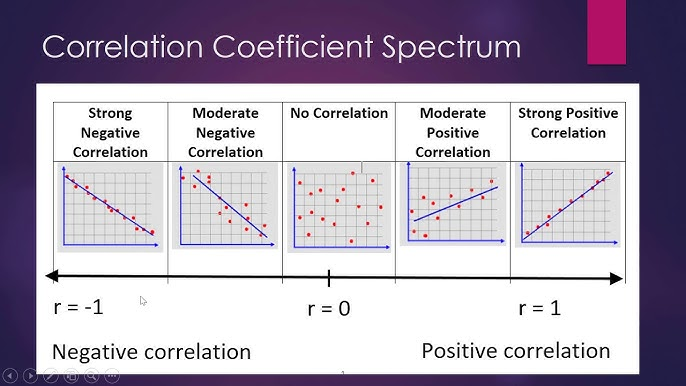 Correlation Coefficient Spectrum
Strong
Negative
Correlation
Moderate
Negative
Correlation
No Correlation
Moderate
Positive
Correlation
Strong Positive
Correlation
r = -1
r = 0
r = 1
Negative correlation
Positive correlation